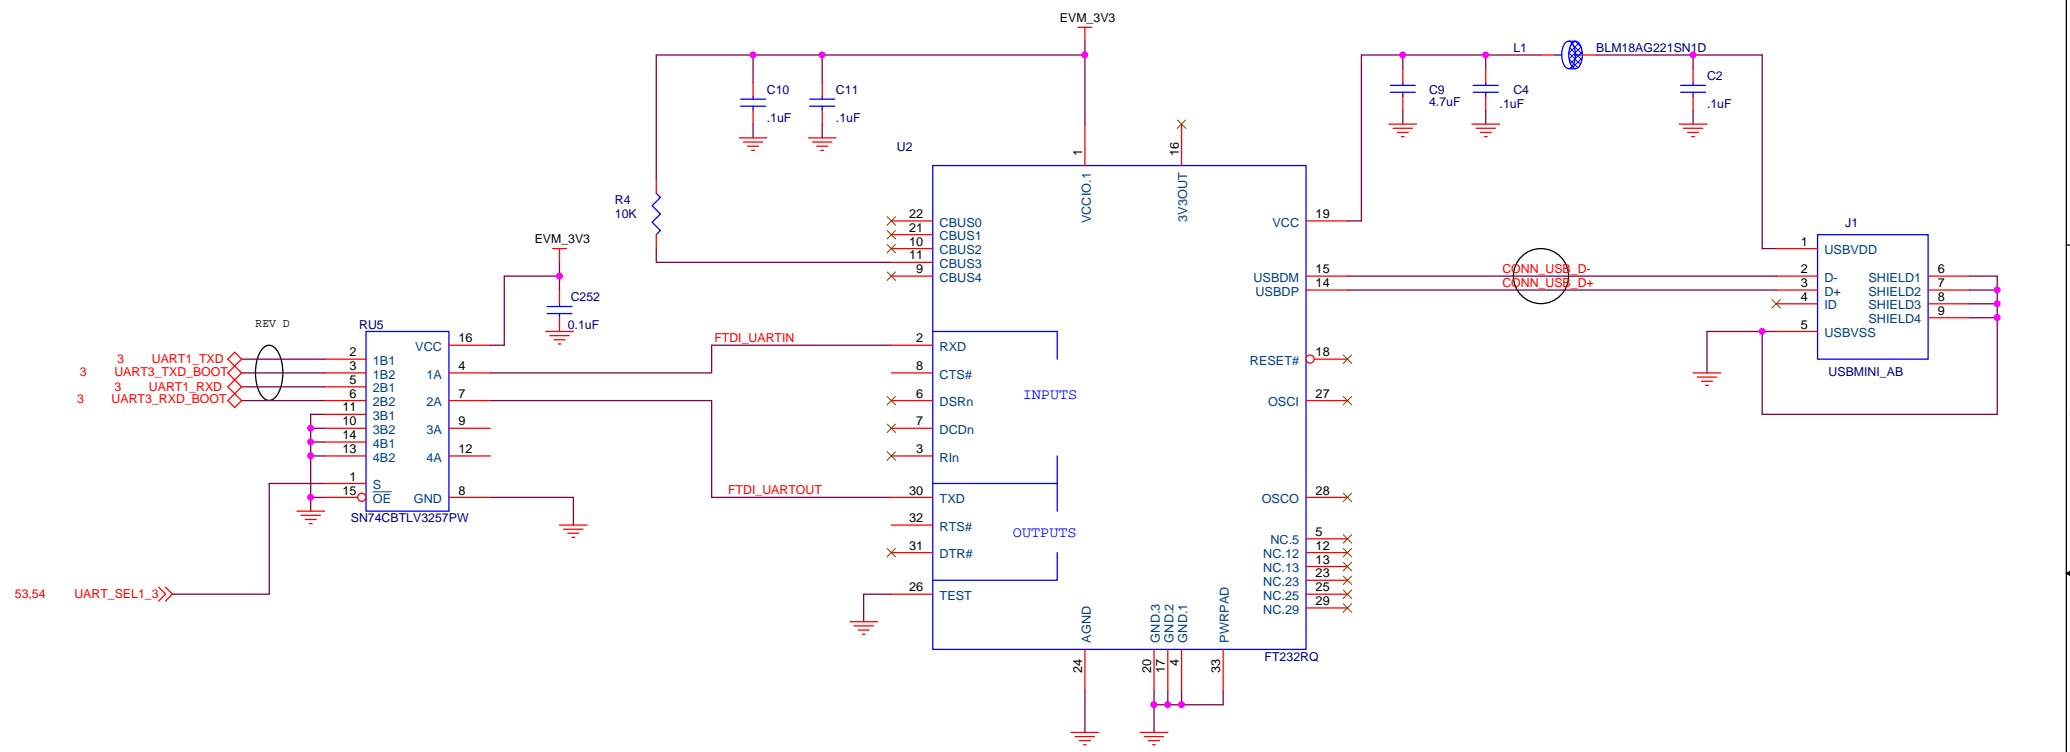 EVM_3V3
L1 BLM18AG221SN1D
C10
.1uF
C11
.1uF
C9
4.7uF
C4
.1uF
C2
.1uF
U2
1
VCCIO.1
16
3V3OUT
R4
10K
22 CBUS0
21 CBUS1
10 CBUS2
11 CBUS3
9 CBUS4
VCC 19
USBDM 15
USBDP 14
CONN_USB_D-
CONN_USB_D+
J1
1 USBVDD
2 D-
3 D+
4 ID
5 USBVSS
SHIELD1 6
SHIELD2 7
SHIELD3 8
SHIELD4 9
USBMINI_AB
EVM_3V3
C252
0.1uF
REV D
RU5
3 UART1_TXD
3 UART3_TXD_BOOT
3 UART1_RXD
3 UART3_RXD_BOOT
2 1B1
3 1B2
5 2B1
6 2B2
11 3B1
10 3B2
14 4B1
13 4B2
1 S
15 OE
VCC 16
1A 4
2A 7
3A 9
4A 12
GND 8
SN74CBTLV3257PW
53,54 UART_SEL1_3
FTDI_UARTIN
FTDI_UARTOUT
2 RXD
8 CTS#
6 DSRn
7 DCDn
3 RIn
INPUTS
30 TXD
32 RTS#
31 DTR#
OUTPUTS
26 TEST
RESET# 18
OSCI 27
OSCO 28
NC.5 5
NC.12 12
NC.13 13
NC.23 23
NC.25 25
NC.29 29
AGND
24
GND.3
20
GND.2
17
GND.1
4
PWRPAD
33
FT232RQ